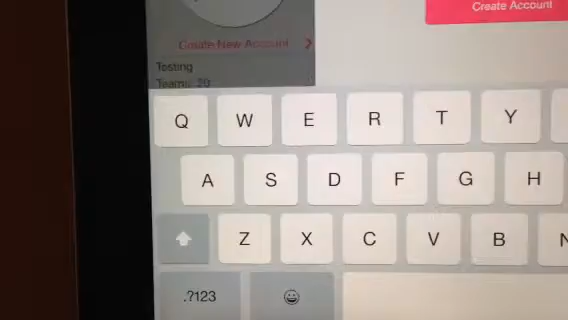 Create Account
Create New Account
Testing
Teams: 20
Q W E R T Y
A S D F G H
Z X C V B N
.?123